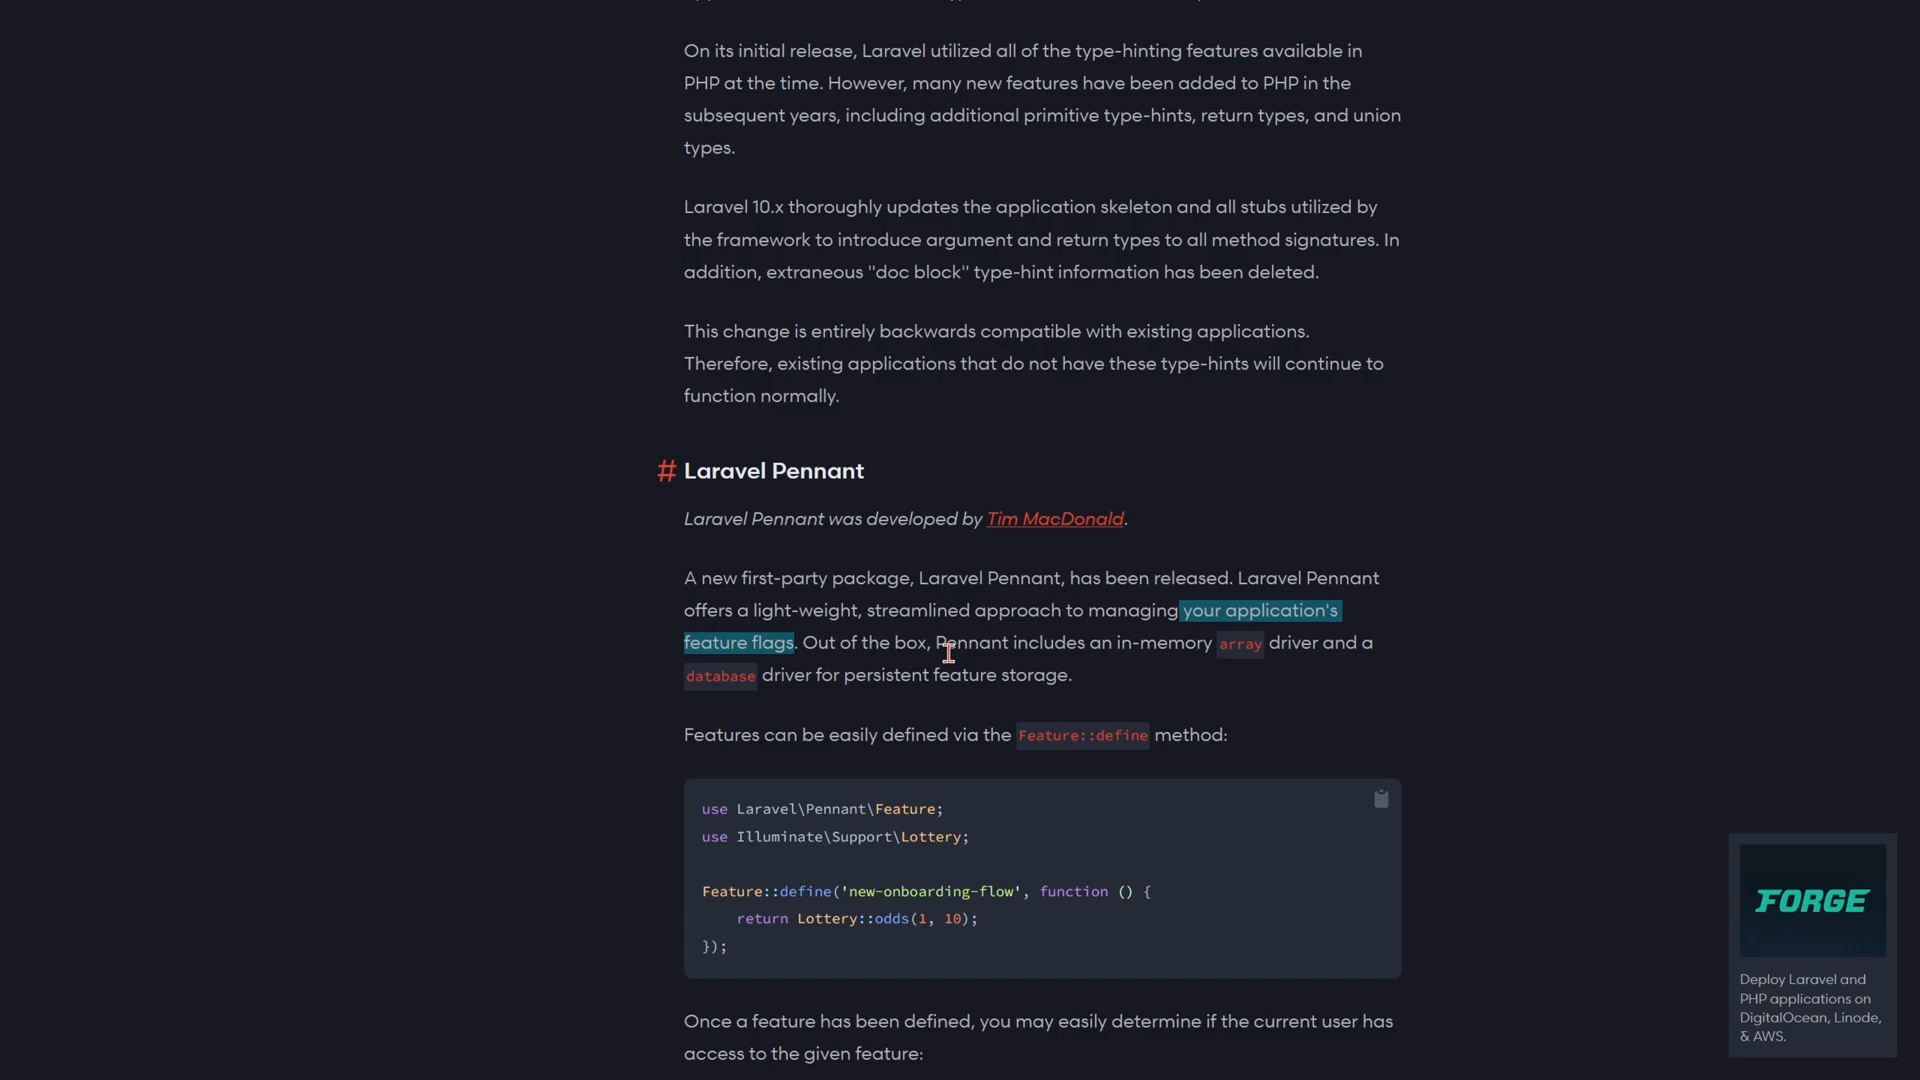 On its initial release, Laravel utilized all of the type-hinting features available in
PHP at the time. However, many new features have been added to PHP in the
subsequent years, including additional primitive type-hints, return types, and union
types.
Laravel 10.x thoroughly updates the application skeleton and all stubs utilized by
the framework to introduce argument and return types to all method signatures. In
addition, extraneous "doc block" type-hint information has been deleted.
This change is entirely backwards compatible with existing applications.
Therefore, existing applications that do not have these type-hints will continue to
function normally.
# Laravel Pennant
Laravel Pennant was developed by Tim MacDonald.
A new first-party package, Laravel Pennant, has been released. Laravel Pennant
offers a light-weight, streamlined approach to managing your application's
feature flags. Out of the box, Pennant includes an in-memory array driver and a
database driver for persistent feature storage.
Features can be easily defined via the Feature::define method:
use Laravel\Pennant\Feature;
use Illuminate\Support\Lottery;
Feature::define('new-onboarding-flow', function () {
    return Lottery::odds(1, 10);
});
Once a feature has been defined, you may easily determine if the current user has
access to the given feature:
FORGE
Deploy Laravel and
PHP applications on
DigitalOcean, Linode,
& AWS.